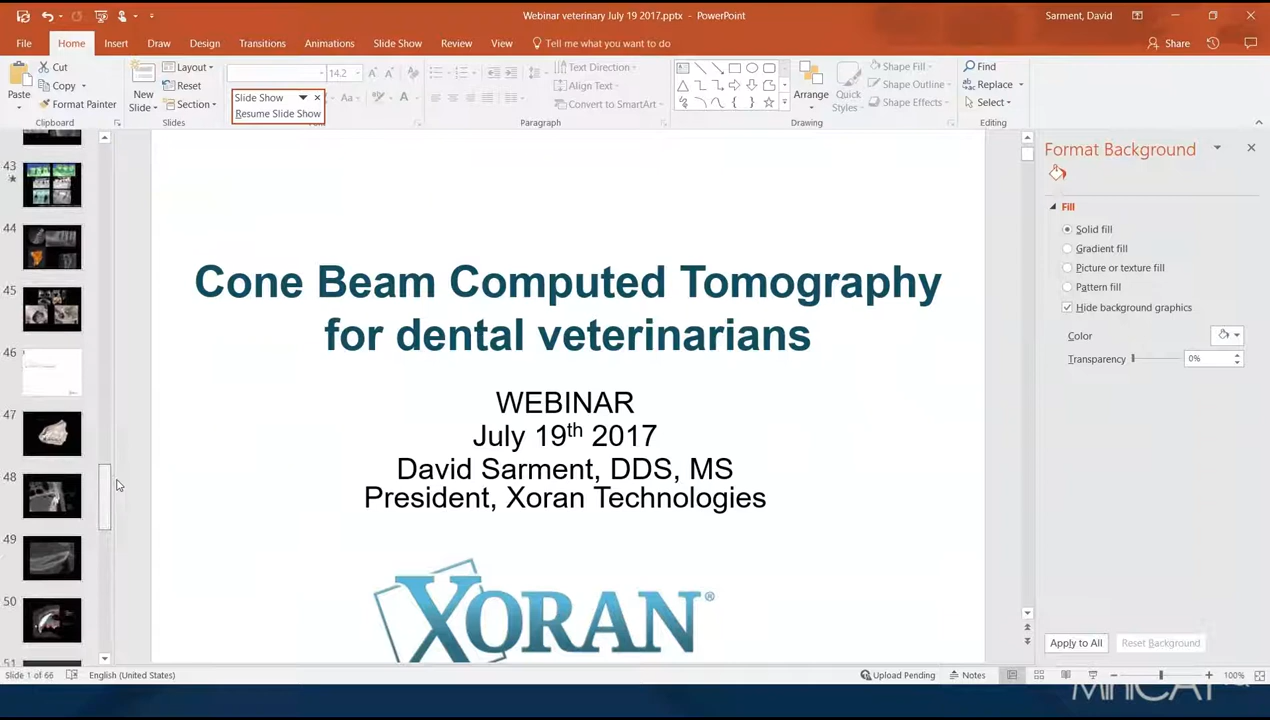 Webinar veterinary July 19 2017.pptx - PowerPoint
Sarment, David
File Home Insert Draw Design Transitions Animations Slide Show Review View Tell me what you want to do
Share
Paste
Cut
Copy
Format Painter
Clipboard
New Slide
Layout
Reset
Section
Slides
14.2
Aa
A
Slide Show
Resume Slide Show
Text Direction
Align Text
Convert to SmartArt
Paragraph
Arrange
Quick Styles
Shape Fill
Shape Outline
Shape Effects
Drawing
Find
Replace
Select
Editing
43
44
45
46
47
48
49
50
51
Cone Beam Computed Tomography
for dental veterinarians
WEBINAR
July 19th 2017
David Sarment, DDS, MS
President, Xoran Technologies
XORAN®
Format Background
Fill
Solid fill
Gradient fill
Picture or texture fill
Pattern fill
Hide background graphics
Color
Transparency
0%
Apply to All
Reset Background
Slide 1 of 66
English (United States)
Upload Pending
Notes
100%